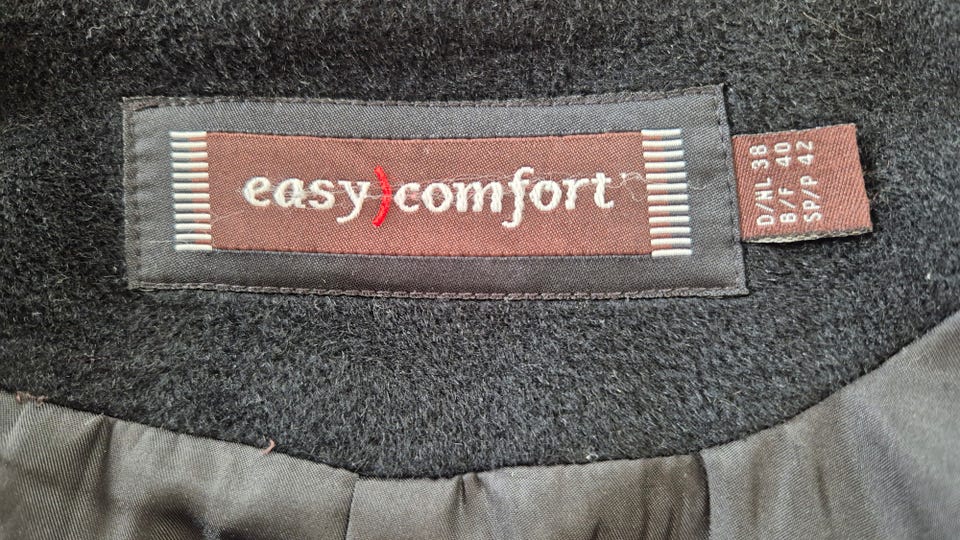 easy)comfort
D/NL 38
B/F 40
SP/P 42